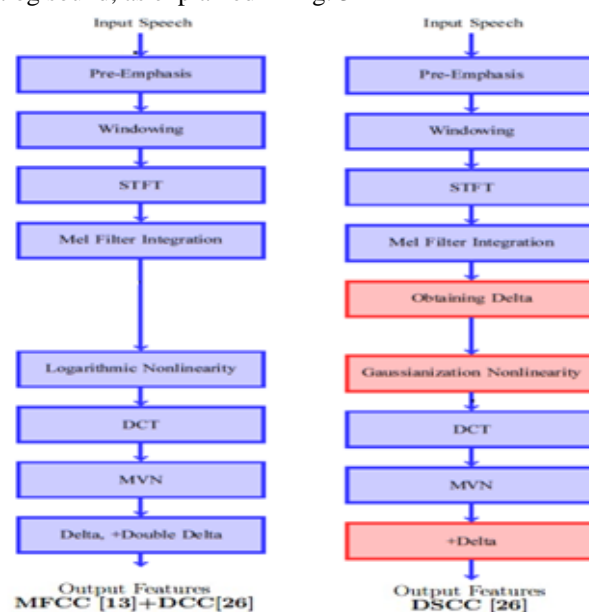 Input Speech
Pre-Emphasis
Windowing
STFT
Mel Filter Integration
Logarithmic Nonlinearity
DCT
MVN
Delta, +Double Delta
Output Features
MFCC [13]+DCC[26]
Input Speech
Pre-Emphasis
Windowing
STFT
Mel Filter Integration
Obtaining Delta
Gaussianization Nonlinearity
DCT
MVN
+Delta
Output Features
DSCC [26]